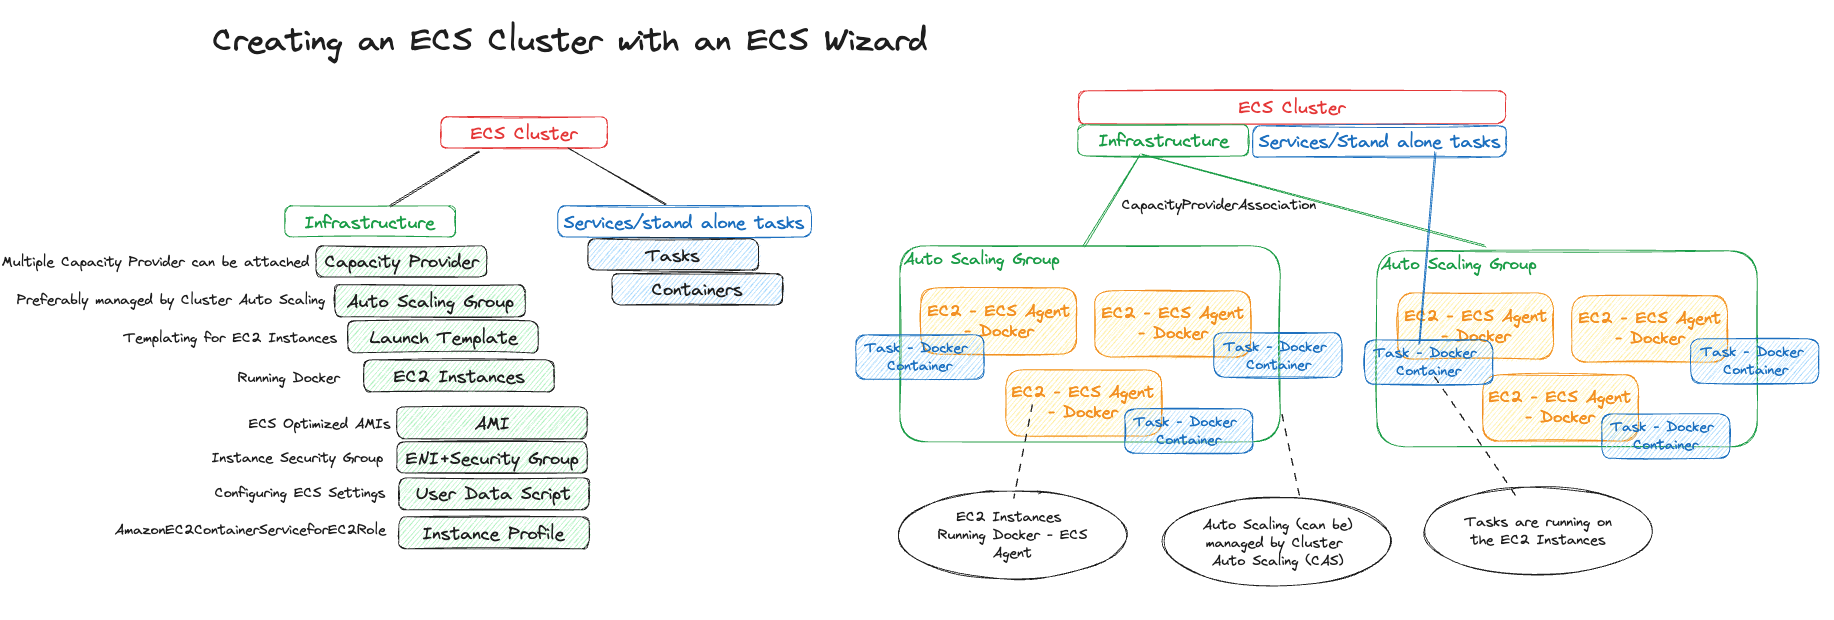 Creating an ECS Cluster with an ECS Wizard
ECS Cluster
Infrastructure
Services/stand alone tasks
Multiple Capacity Provider can be attached
Capacity Provider
Preferably managed by Cluster Auto Scaling
Auto Scaling Group
Templating for EC2 Instances
Launch Template
Running Docker
EC2 Instances
ECS Optimized AMIs
AMI
Instance Security Group
ENI+Security Group
Configuring ECS Settings
User Data Script
AmazonEC2ContainerServiceforEC2Role
Instance Profile
Tasks
Containers
ECS Cluster
Infrastructure
Services/Stand alone tasks
CapacityProviderAssociation
Auto Scaling Group
EC2 - ECS Agent
- Docker
EC2 - ECS Agent
- Docker
Task - Docker
Container
Task - Docker
Container
EC2 - ECS Agent
- Docker
Task - Docker
Container
Auto Scaling Group
EC2 - ECS Agent
- Docker
EC2 - ECS Agent
- Docker
Task - Docker
Container
Task - Docker
Container
EC2 - ECS Agent
- Docker
Task - Docker
Container
EC2 Instances
Running Docker - ECS
Agent
Auto Scaling (can be)
managed by Cluster
Auto Scaling (CAS)
Tasks are running on
the EC2 Instances